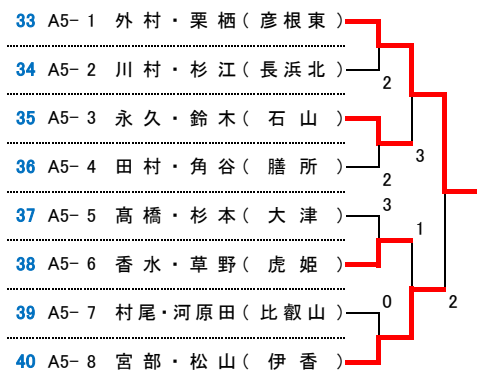 33 A5- 1 外 村 ・ 栗 栖 ( 彦 根 東 )
34 A5- 2 川 村 ・ 杉 江 ( 長 浜 北 )
2
35 A5- 3 永 久 ・ 鈴 木 ( 石 山 )
3
36 A5- 4 田 村 ・ 角 谷 ( 膳 所 )
2
3
37 A5- 5 髙 橋 ・ 杉 本 ( 大 津 )
1
38 A5- 6 香 水 ・ 草 野 ( 虎 姫 )
0
2
39 A5- 7 村 尾 ・ 河 原 田 ( 比 叡 山 )
40 A5- 8 宮 部 ・ 松 山 ( 伊 香 )